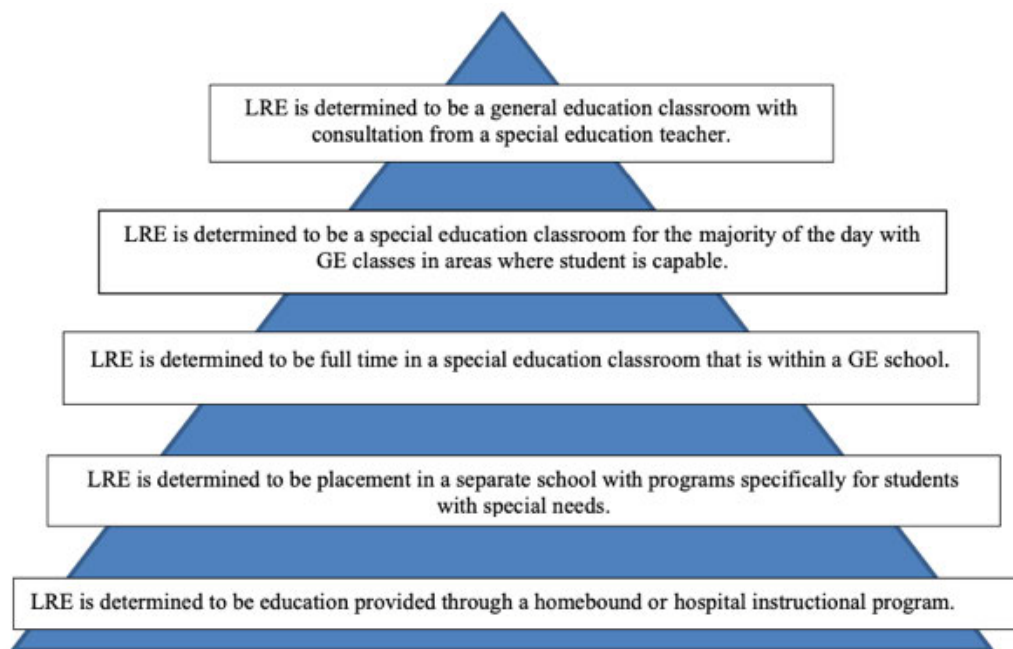 LRE is determined to be a general education classroom with
consultation from a special education teacher.
LRE is determined to be a special education classroom for the majority of the day with
GE classes in areas where student is capable.
LRE is determined to be full time in a special education classroom that is within a GE school.
LRE is determined to be placement in a separate school with programs specifically for students
with special needs.
LRE is determined to be education provided through a homebound or hospital instructional program.